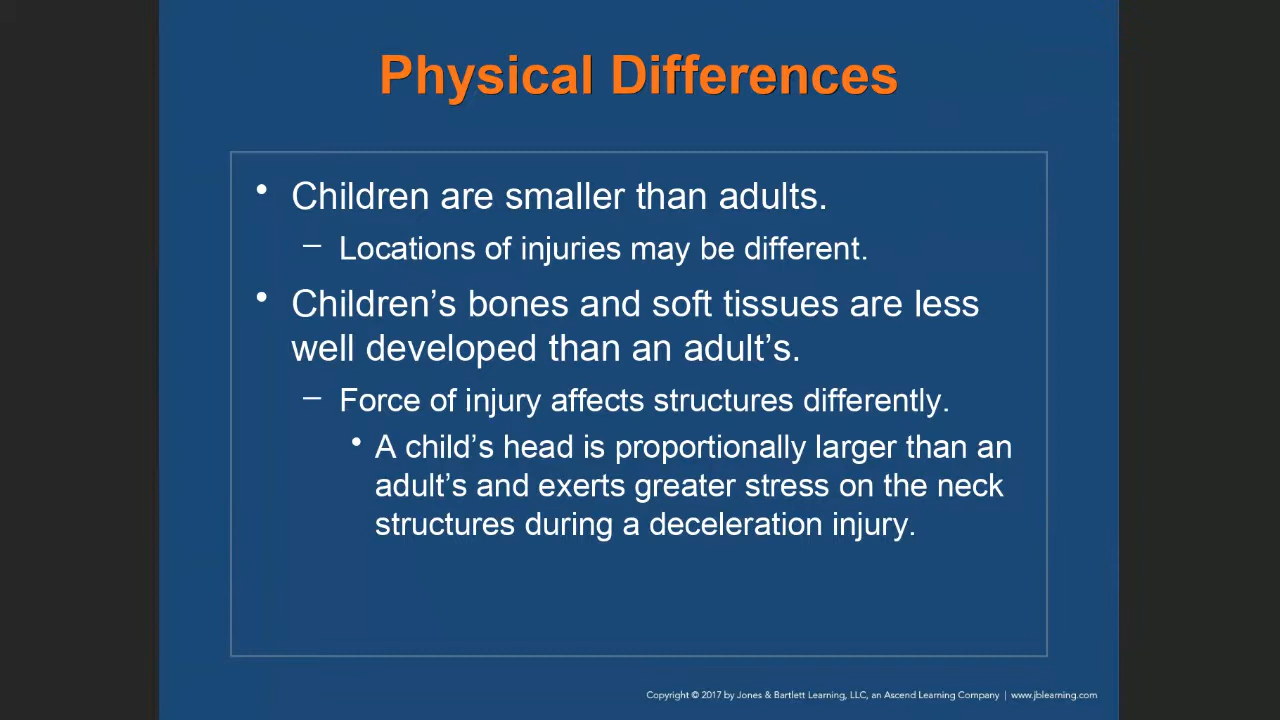 Physical Differences
• Children are smaller than adults.
– Locations of injuries may be different.
• Children’s bones and soft tissues are less
well developed than an adult’s.
– Force of injury affects structures differently.
• A child’s head is proportionally larger than an
adult’s and exerts greater stress on the neck
structures during a deceleration injury.
Copyright © 2017 by Jones & Bartlett Learning, LLC, an Ascend Learning Company | www.jblearning.com